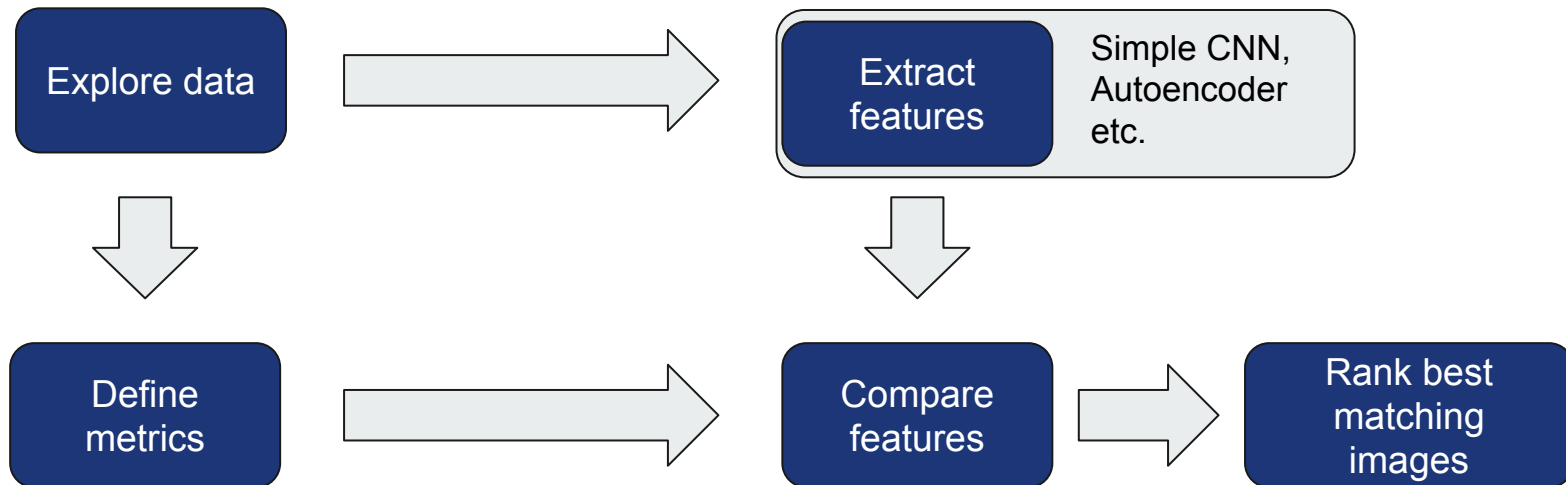 Explore data
Extract
features
Simple CNN,
Autoencoder
etc.
Define
metrics
Compare
features
Rank best
matching
images